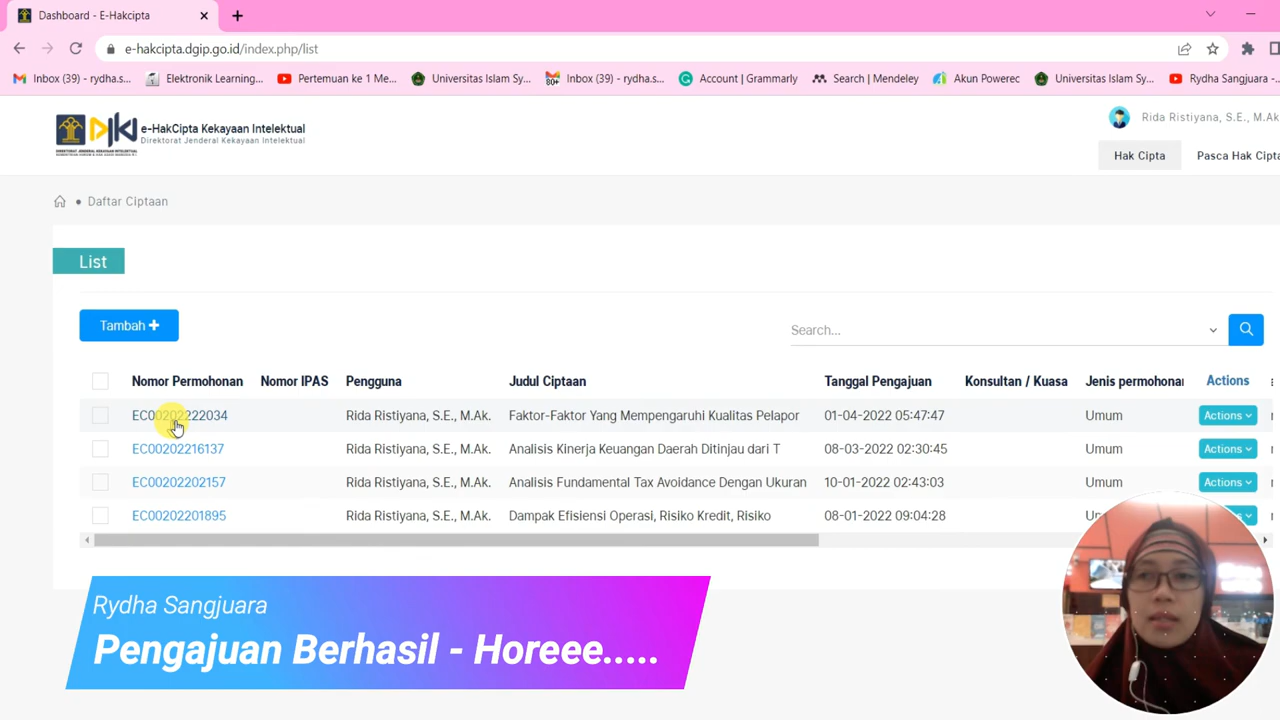 Dashboard - E-Hakcipta
e-hakcipta.dgip.go.id/index.php/list
Inbox (39) - rydha.s...
Elektronik Learning...
Pertemuan ke 1 Me...
Universitas Islam Sy...
80+
Inbox (39) - rydha.s...
Account | Grammarly
Search | Mendeley
Akun Powerec
Universitas Islam Sy...
Rydha Sangjuara -...
e-HakCipta Kekayaan Intelektual
Direktorat Jenderal Kekayaan Intelektual
Rida Ristiyana, S.E., M.Ak
Hak Cipta
Pasca Hak Cipta
Daftar Ciptaan
List
Tambah +
Search...
Nomor Permohonan Nomor IPAS Pengguna Judul Ciptaan Tanggal Pengajuan Konsultan / Kuasa Jenis permohonan Actions
EC00202222034 Rida Ristiyana, S.E., M.Ak. Faktor-Faktor Yang Mempengaruhi Kualitas Pelapor 01-04-2022 05:47:47 Umum Actions
EC00202216137 Rida Ristiyana, S.E., M.Ak. Analisis Kinerja Keuangan Daerah Ditinjau dari T 08-03-2022 02:30:45 Umum Actions
EC00202202157 Rida Ristiyana, S.E., M.Ak. Analisis Fundamental Tax Avoidance Dengan Ukuran 10-01-2022 02:43:03 Umum Actions
EC00202201895 Rida Ristiyana, S.E., M.Ak. Dampak Efisiensi Operasi, Risiko Kredit, Risiko 08-01-2022 09:04:28
Rydha Sangjuara
Pengajuan Berhasil - Horeee.....